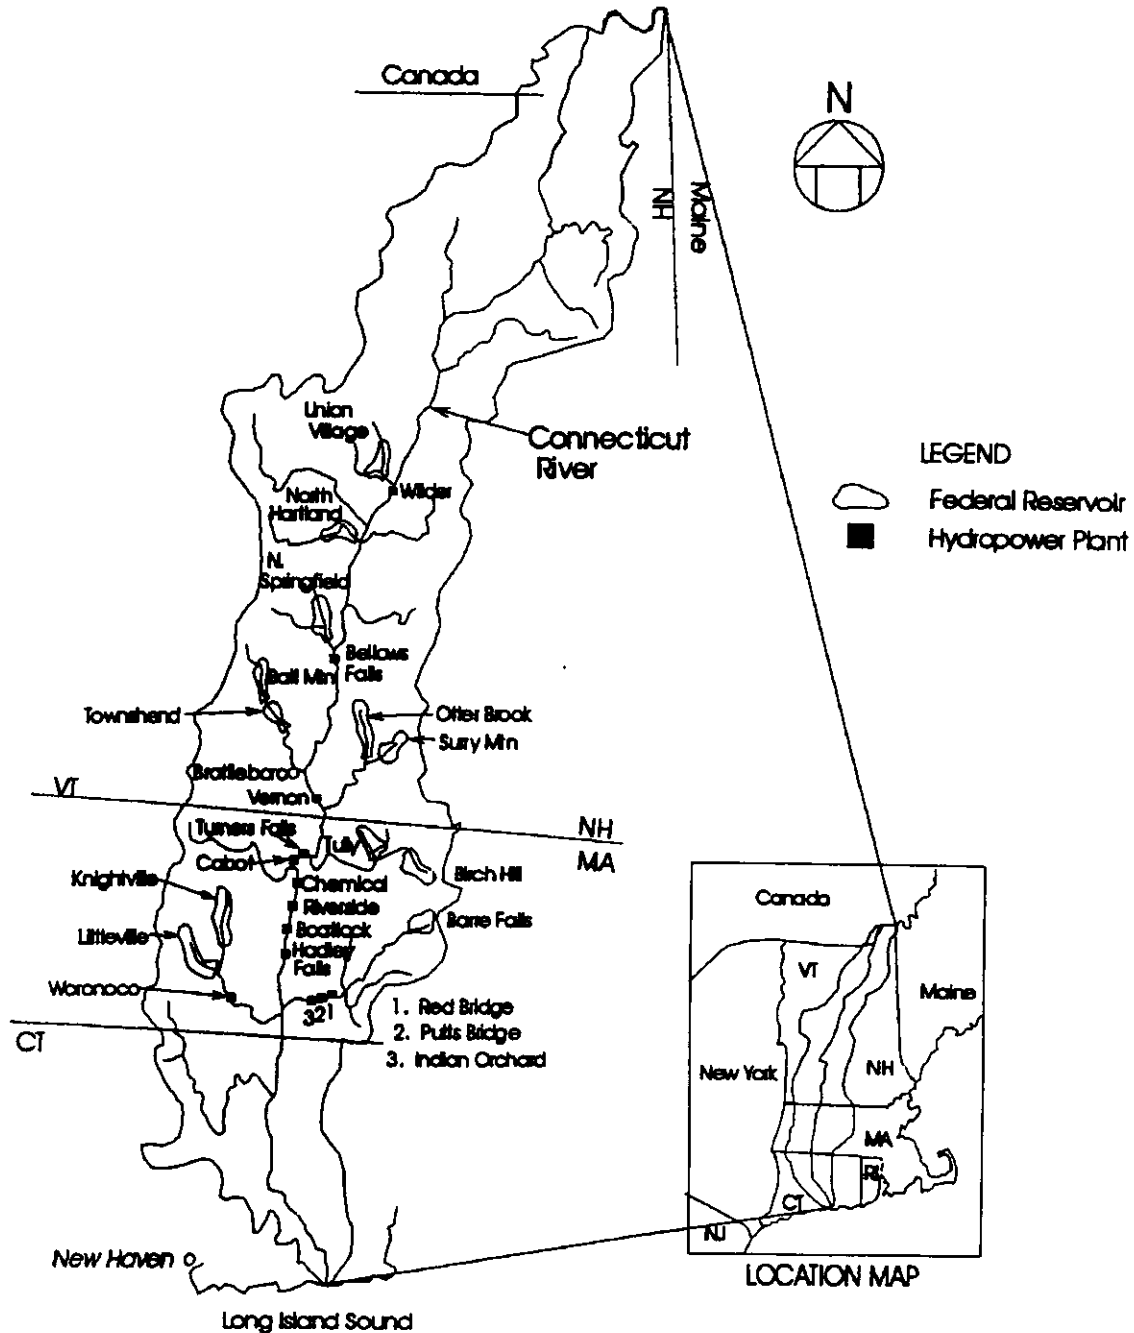 Canada
N
NH
Maine
Union
Village
Connecticut
River
LEGEND
Federal Reservoir
Hydropower Plant
Wilder
North
Hartland
N.
Springfield
Bellows
Falls
Ball Mtn
Townshend
Otter Brook
Surry Mtn
Brattleboro
VT
Vernon
NH
MA
Turners Falls
Tully
Cabot
Birch Hill
Knightville
Chemical
Riverside
Barre Falls
Littleville
Boatlock
Hadley
Falls
Woronoco
321
1. Red Bridge
2. Putts Bridge
3. Indian Orchard
CT
New Haven
Long Island Sound
Canada
VT
Maine
New York
NH
MA
RI
CT
NJ
LOCATION MAP